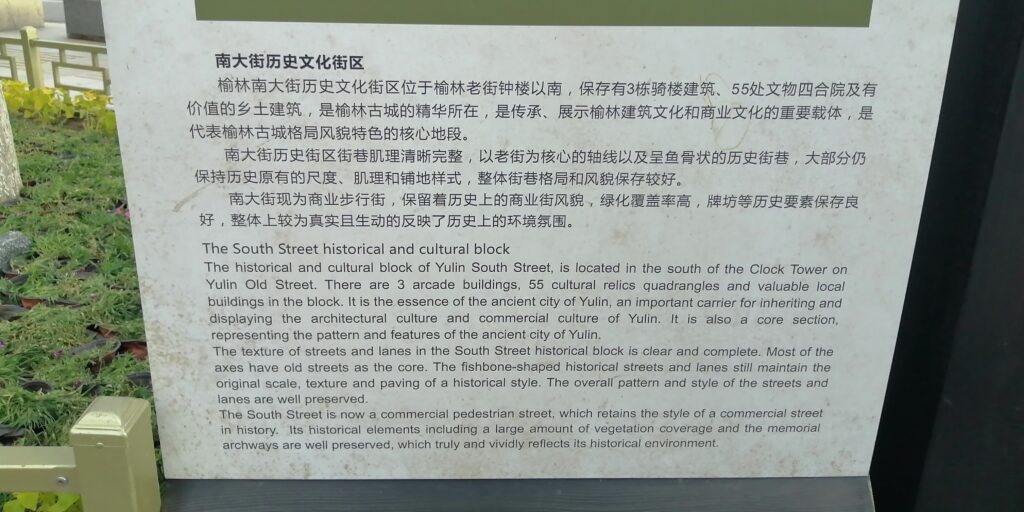 南大街历史文化街区
榆林南大街历史文化街区位于榆林老街钟楼以南，保存有3栋骑楼建筑、55处文物四合院及有
价值的乡土建筑，是榆林古城的精华所在，是传承、展示榆林建筑文化和商业文化的重要载体，是
代表榆林古城格局风貌特色的核心地段。
南大街历史街区街巷肌理清晰完整，以老街为核心的轴线以及呈鱼骨状的历史街巷，大部分仍
保持历史原有的尺度、肌理和铺地样式，整体街巷格局和风貌保存较好。
南大街现为商业步行街，保留着历史上的商业街风貌，绿化覆盖率高，牌坊等历史要素保存良
好，整体上较为真实且生动的反映了历史上的环境氛围。
The South Street historical and cultural block
The historical and cultural block of Yulin South Street, is located in the south of the Clock Tower on
Yulin Old Street. There are 3 arcade buildings, 55 cultural relics quadrangles and valuable local
buildings in the block. It is the essence of the ancient city of Yulin, an important carrier for inheriting and
displaying the architectural culture and commercial culture of Yulin. It is also a core section,
representing the pattern and features of the ancient city of Yulin.
The texture of streets and lanes in the South Street historical block is clear and complete. Most of the
axes have old streets as the core. The fishbone-shaped historical streets and lanes still maintain the
original scale, texture and paving of a historical style. The overall pattern and style of the streets and
lanes are well preserved.
The South Street is now a commercial pedestrian street, which retains the style of a commercial street
in history. Its historical elements including a large amount of vegetation coverage and the memorial
archways are well preserved, which truly and vividly reflects its historical environment.